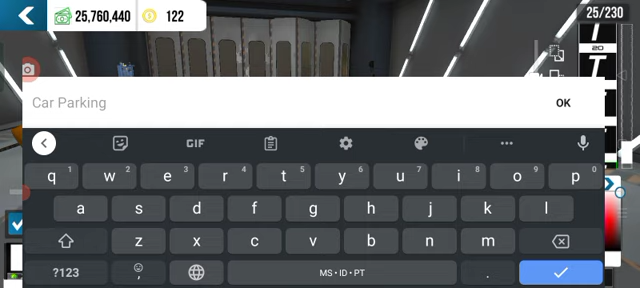 25,760,440 122 25/230
20
Car Parking OK
GIF
q 1 w 2 e 3 r 4 t 5 y 6 u 7 i 8 o 9 p 0
a s d f g h j k l
z x c v b n m
?123 , MS • ID • PT .